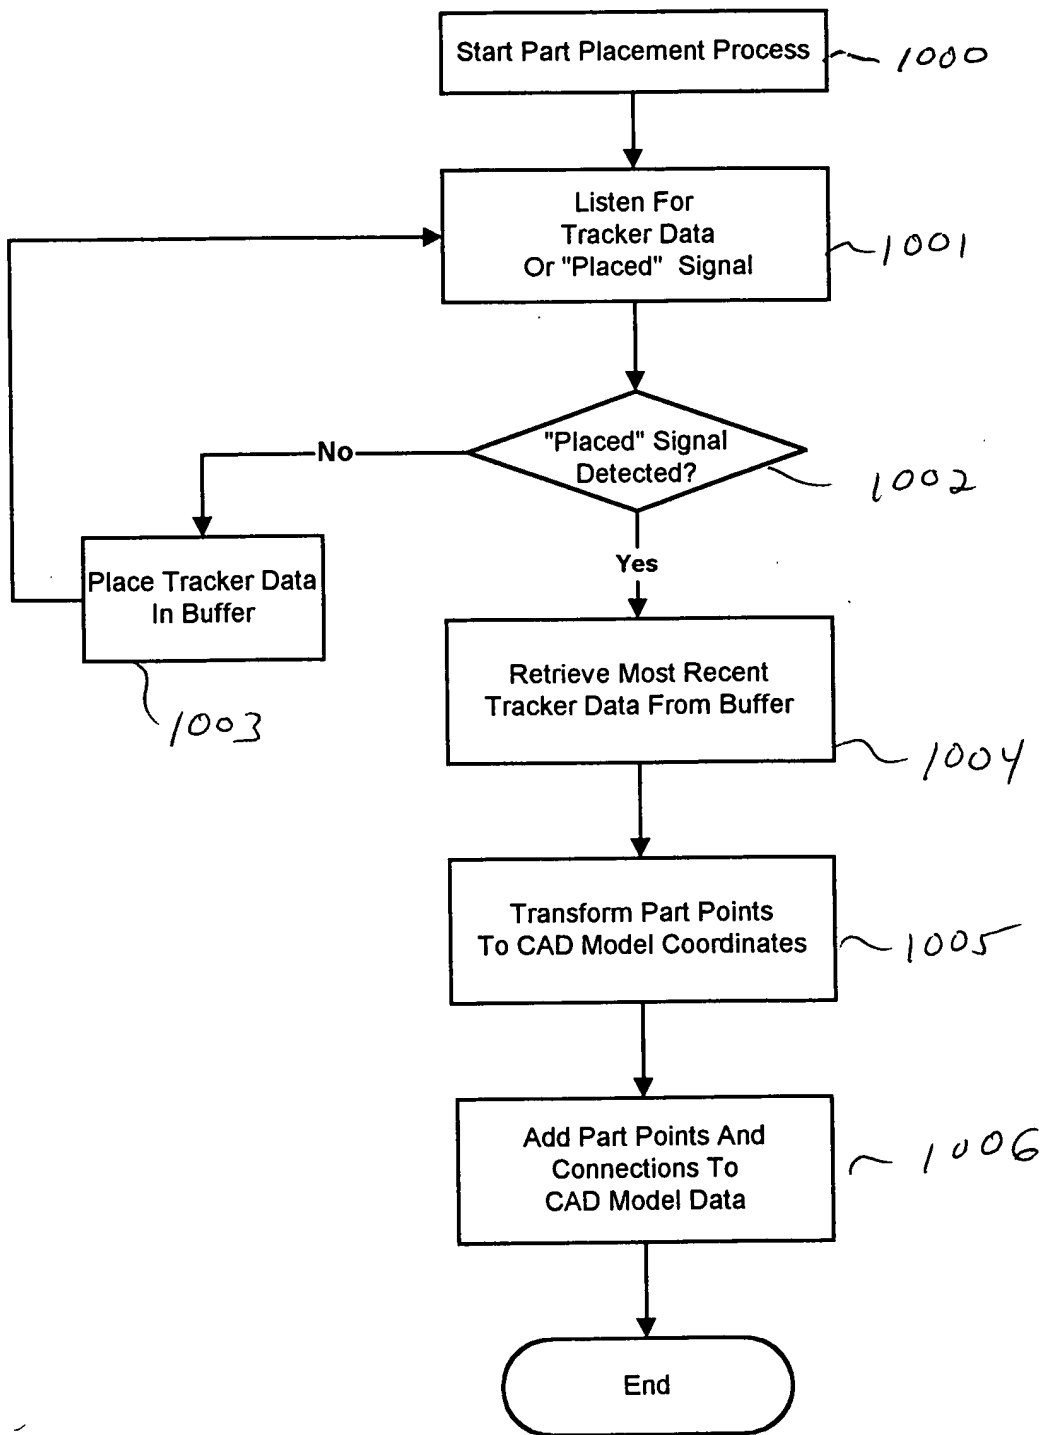 Start Part Placement Process
1000
Listen For
Tracker Data
Or "Placed" Signal
1001
"Placed" Signal
Detected?
1002
No
Yes
Place Tracker Data
In Buffer
1003
Retrieve Most Recent
Tracker Data From Buffer
1004
Transform Part Points
To CAD Model Coordinates
1005
Add Part Points And
Connections To
CAD Model Data
1006
End